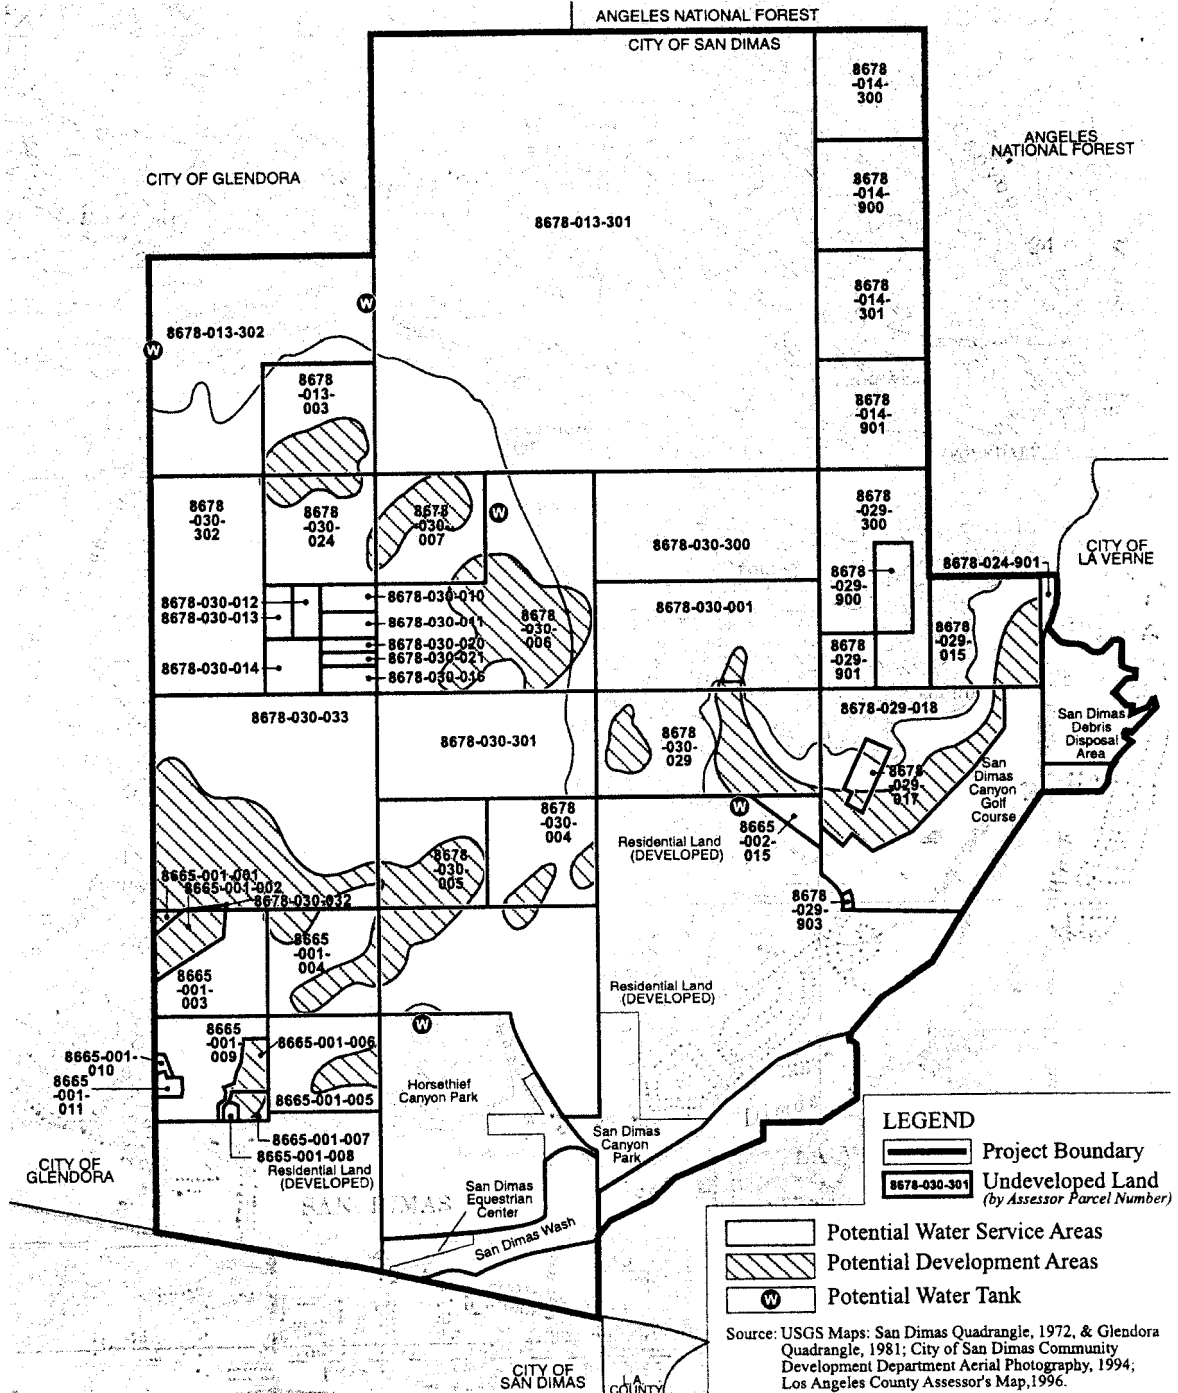 ANGELES NATIONAL FOREST
CITY OF SAN DIMAS
8678
-014-
300
ANGELES
NATIONAL FOREST
CITY OF GLENDORA
8678
-014-
900
8678-013-301
8678
-014-
301
8678-013-302
W
W
8678
-013-
003
8678
-014-
901
8678
-030-
302
8678
-030-
024
8678
-030-
007
W
8678
-029-
300
8678-030-300
CITY OF
LA VERNE
8678-024-901
8678
-029-
900
8678-030-012
8678-030-013
8678-030-010
8678-030-011
8678-030-020
8678-030-021
8678-030-016
8678
-030-
006
8678-030-001
8678
-029-
901
8678
-029-
015
8678-030-014
8678-030-033
8678-030-301
8678
-030-
029
8678-029-018
San Dimas
Debris
Disposal
Area
8678
-029-
017
San
Dimas
Canyon
Golf
Course
8678
-030-
004
W
8665
-002-
015
Residential Land
(DEVELOPED)
8678
-030-
005
8665-001-001
8665-001-002
8678-030-032
8678
-029-
903
8665
-001-
004
8665
-001-
003
Residential Land
(DEVELOPED)
W
8665
-001-
009
8665-001-006
8665-001-
010
8665
-001-
011
8665-001-005
Horsethief
Canyon Park
8665-001-007
8665-001-008
Residential Land
(DEVELOPED)
San Dimas
Canyon
Park
CITY OF
GLENDORA
SAN DIMAS
San Dimas
Equestrian
Center
San Dimas Wash
LEGEND
Project Boundary
8678-030-301
Undeveloped Land
(by Assessor Parcel Number)
Potential Water Service Areas
Potential Development Areas
W
Potential Water Tank
Source: USGS Maps: San Dimas Quadrangle, 1972, & Glendora
Quadrangle, 1981; City of San Dimas Community
Development Department Aerial Photography, 1994;
Los Angeles County Assessor's Map,1996.
CITY OF
SAN DIMAS
L.A.
COUNTY